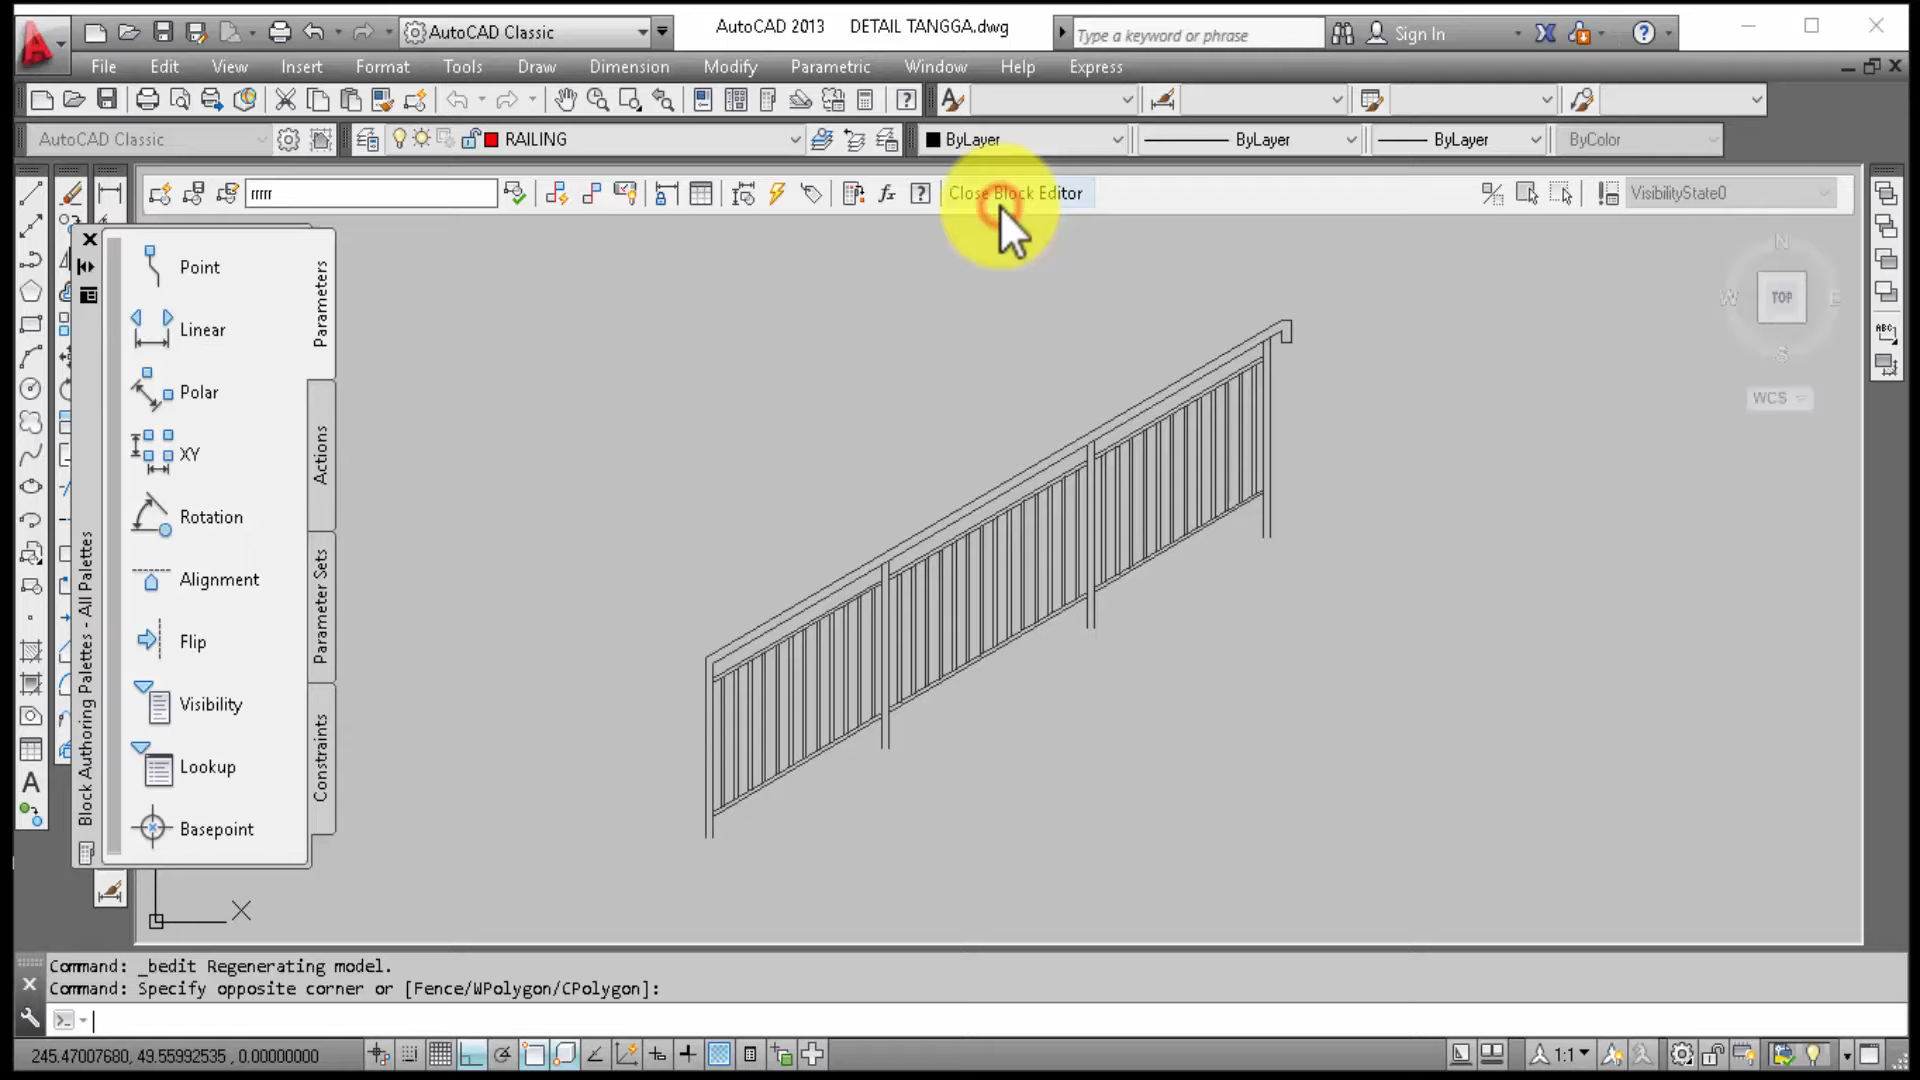 AutoCAD Classic
AutoCAD 2013 DETAIL TANGGA.dwg
Type a keyword or phrase
Sign In
File Edit View Insert Format Tools Draw Dimension Modify Parametric Window Help Express
AutoCAD Classic
RAILING
ByLayer
ByLayer
ByLayer
ByColor
rrrrr
Close Block Editor
VisibilityState0
Point
Linear
Polar
XY
Rotation
Alignment
Flip
Visibility
Lookup
Basepoint
Parameters
Actions
Parameter Sets
Constraints
Block Authoring Palettes - All Palettes
N
W
TOP
E
S
WCS
ABC
A
X
Command: _bedit Regenerating model.
Command: Specify opposite corner or [Fence/WPolygon/CPolygon]:
245.47007680, 49.55992535 , 0.00000000
1:1